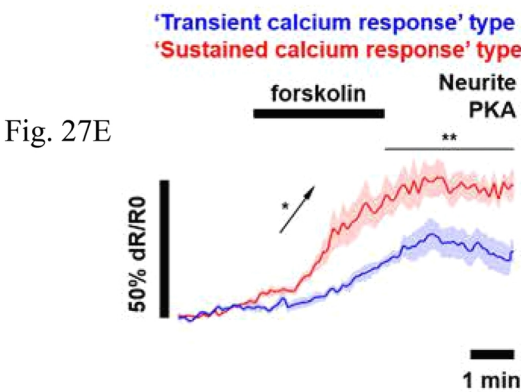 ‘Transient calcium response’ type
‘Sustained calcium response’ type
forskolin
Neurite
PKA
Fig. 27E
**
*
50% dR/R0
1 min